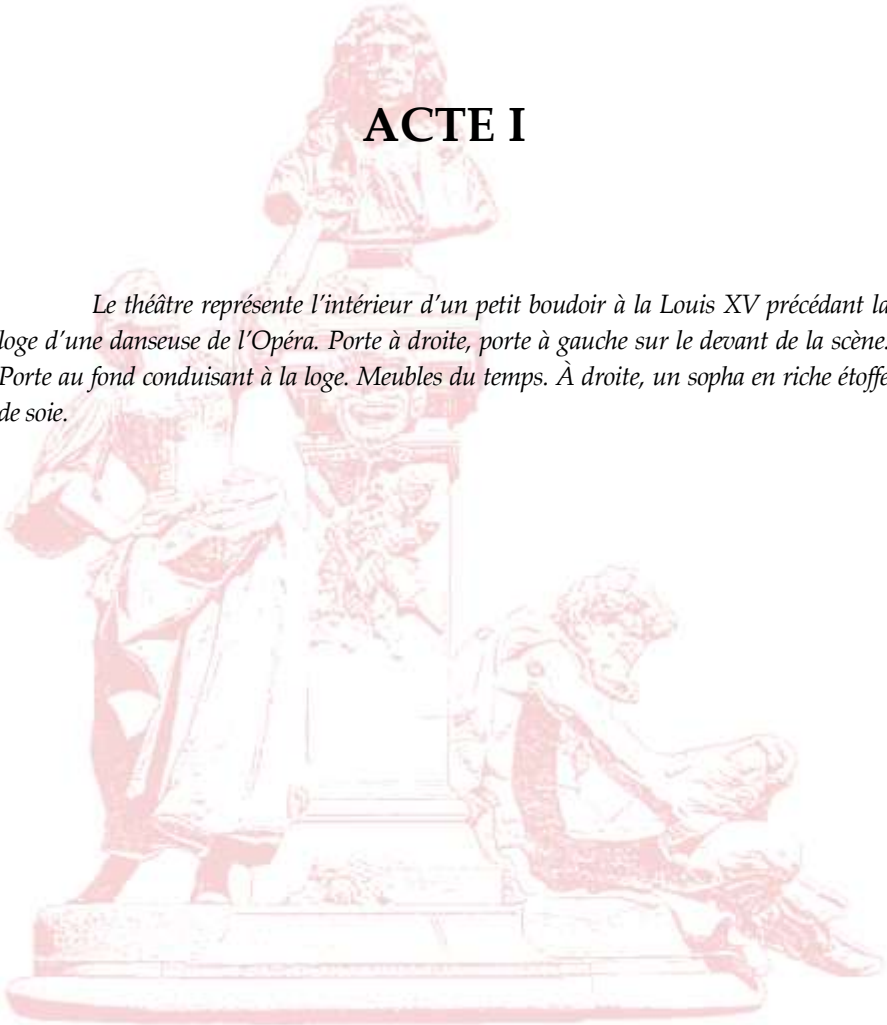 ACTE I
Le théâtre représente l’intérieur d’un petit boudoir à la Louis XV précédant la
loge d’une danseuse de l’Opéra. Porte à droite, porte à gauche sur le devant de la scène.
Porte au fond conduisant à la loge. Meubles du temps. À droite, un sopha en riche étoffe
de soie.